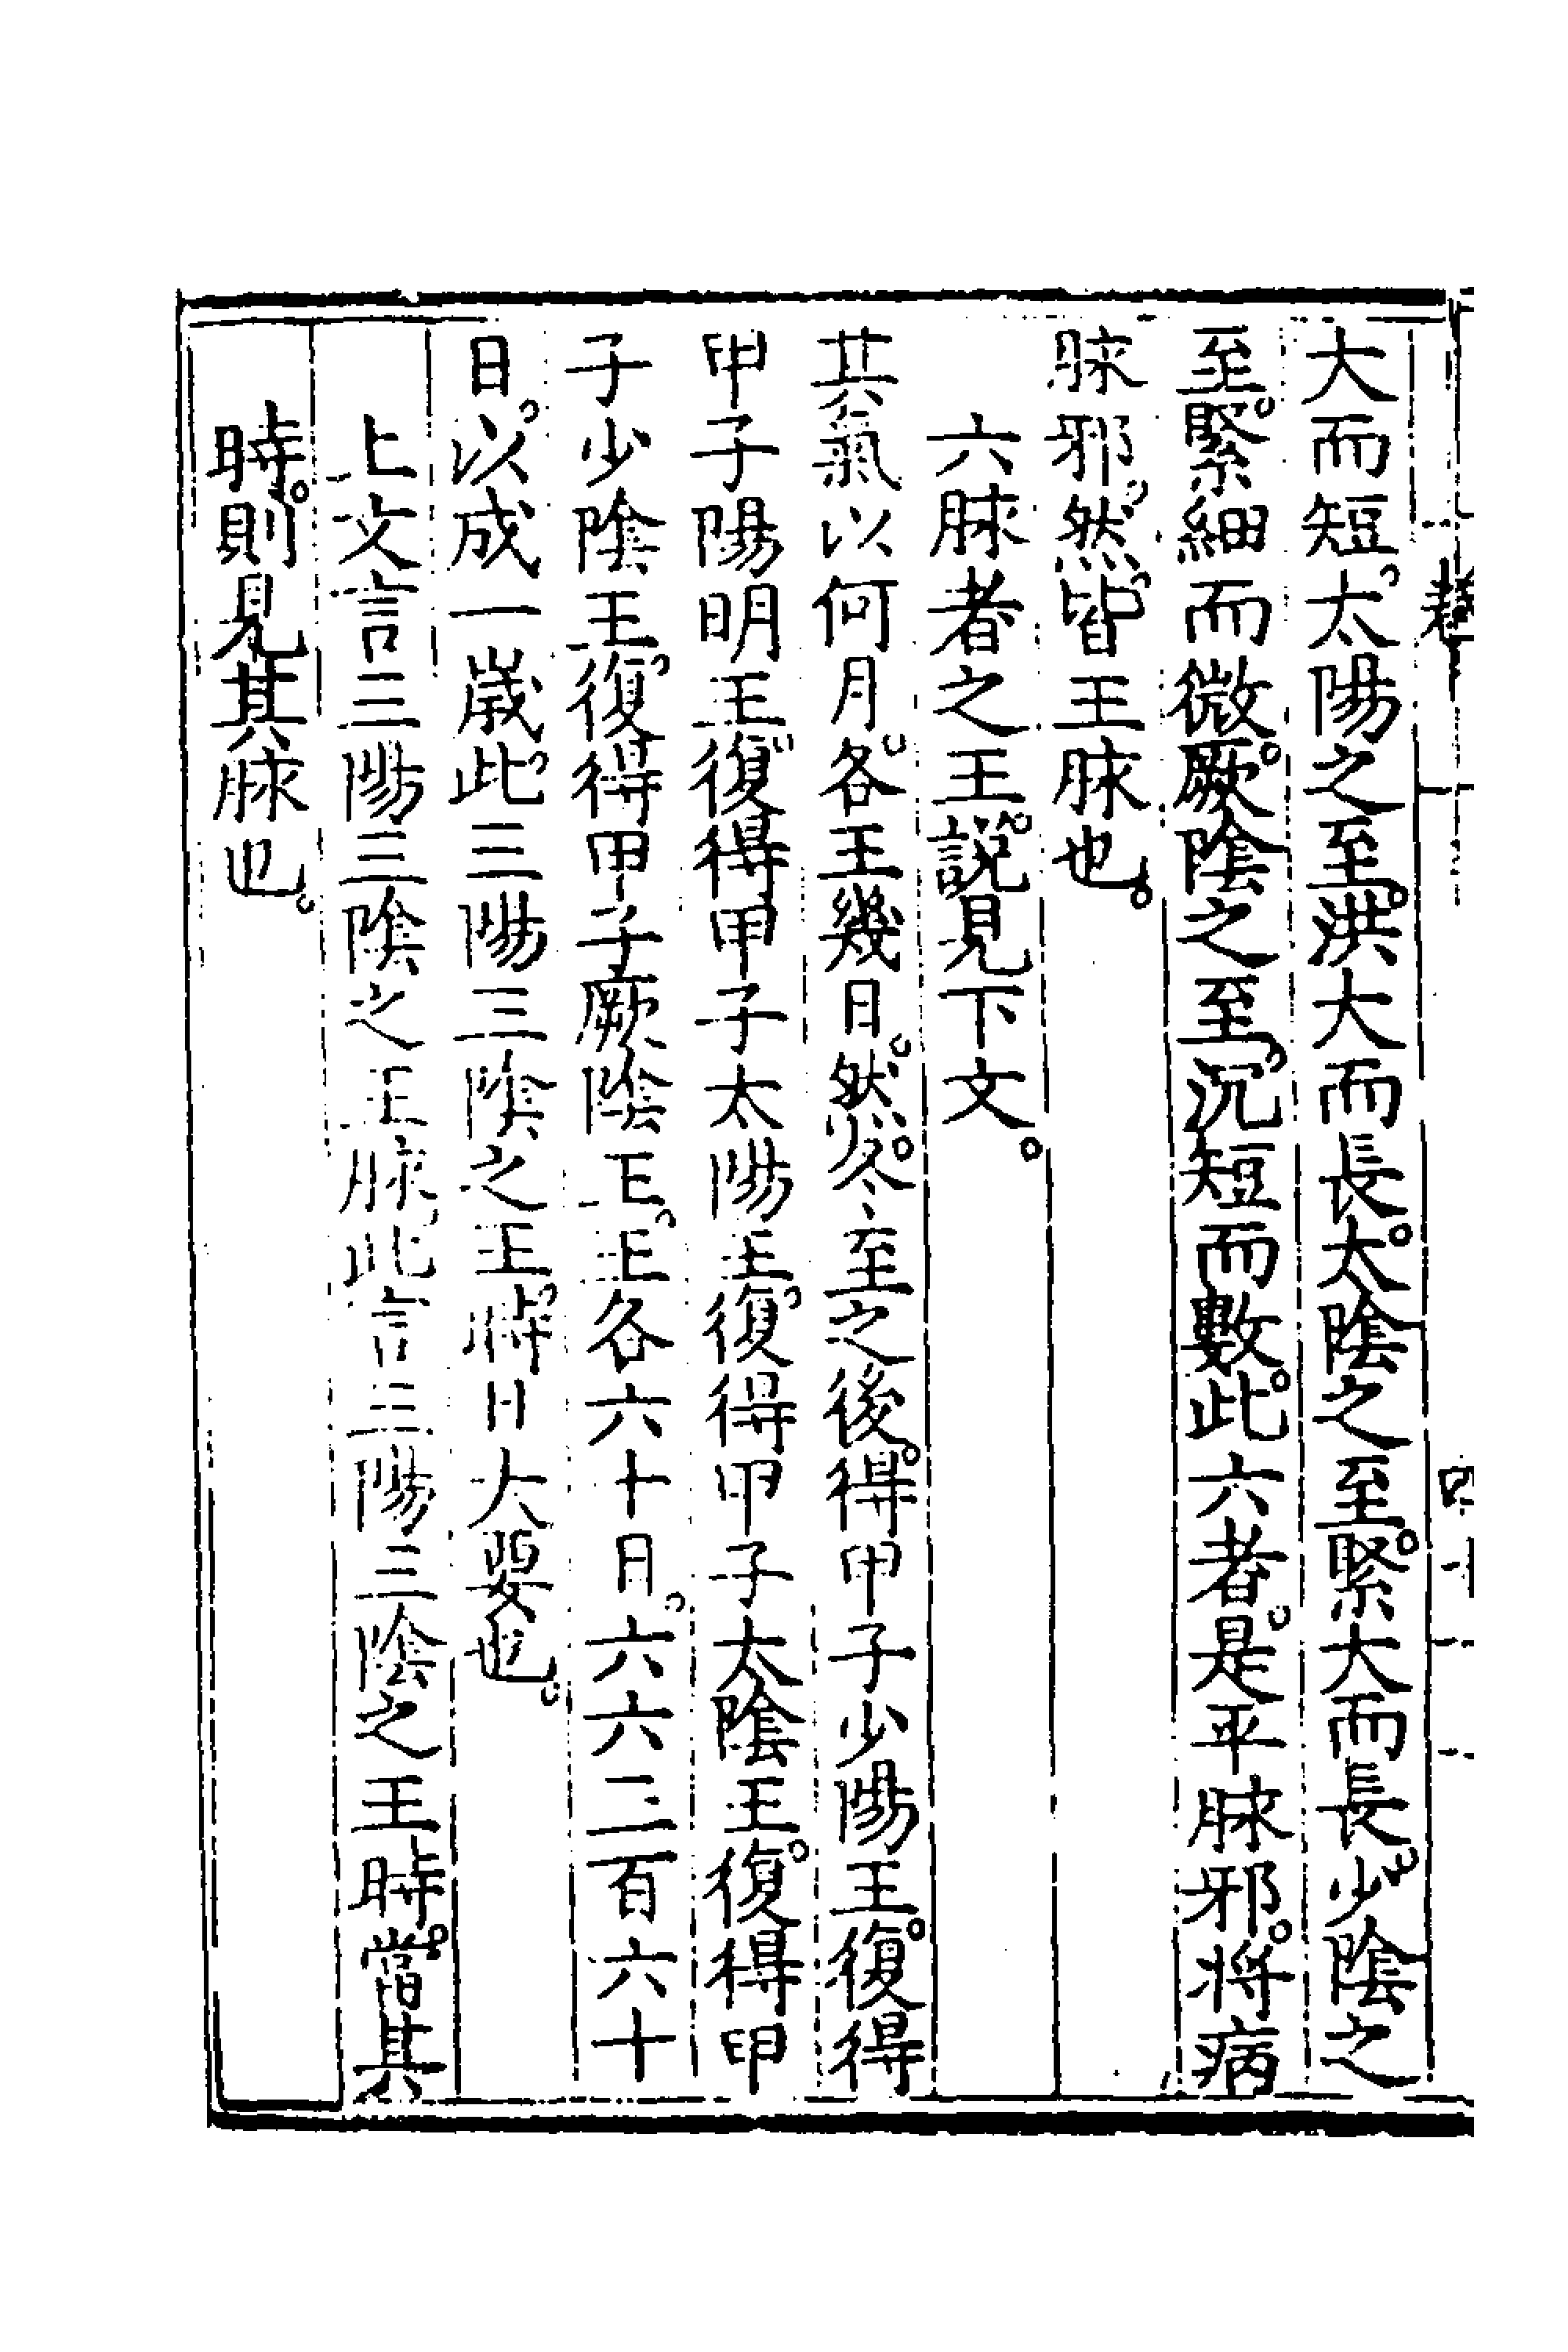 大而短。太陽之至。洪大而長。太陰之至。緊大而長。少陰之
至。緊細而微。厥陰之至。沉短而數。此六者。是平脉邪。將病
脉邪。然。皆王脉也。
六脉者之王。說見下文。
其氣以何月。各王幾日。然。冬至之後。得甲子少陽王。復得
甲子陽明王。復得甲子太陽王。復得甲子太陰王。復得甲
子少陰王。復得甲子厥陰王。王各六十日。六六三百六十
日。以成一歲。此三陽三陰之王。時日大要也。
上文言三陽三陰之王脉。此言三陽三陰之王時。當其
時。則見其脉也。